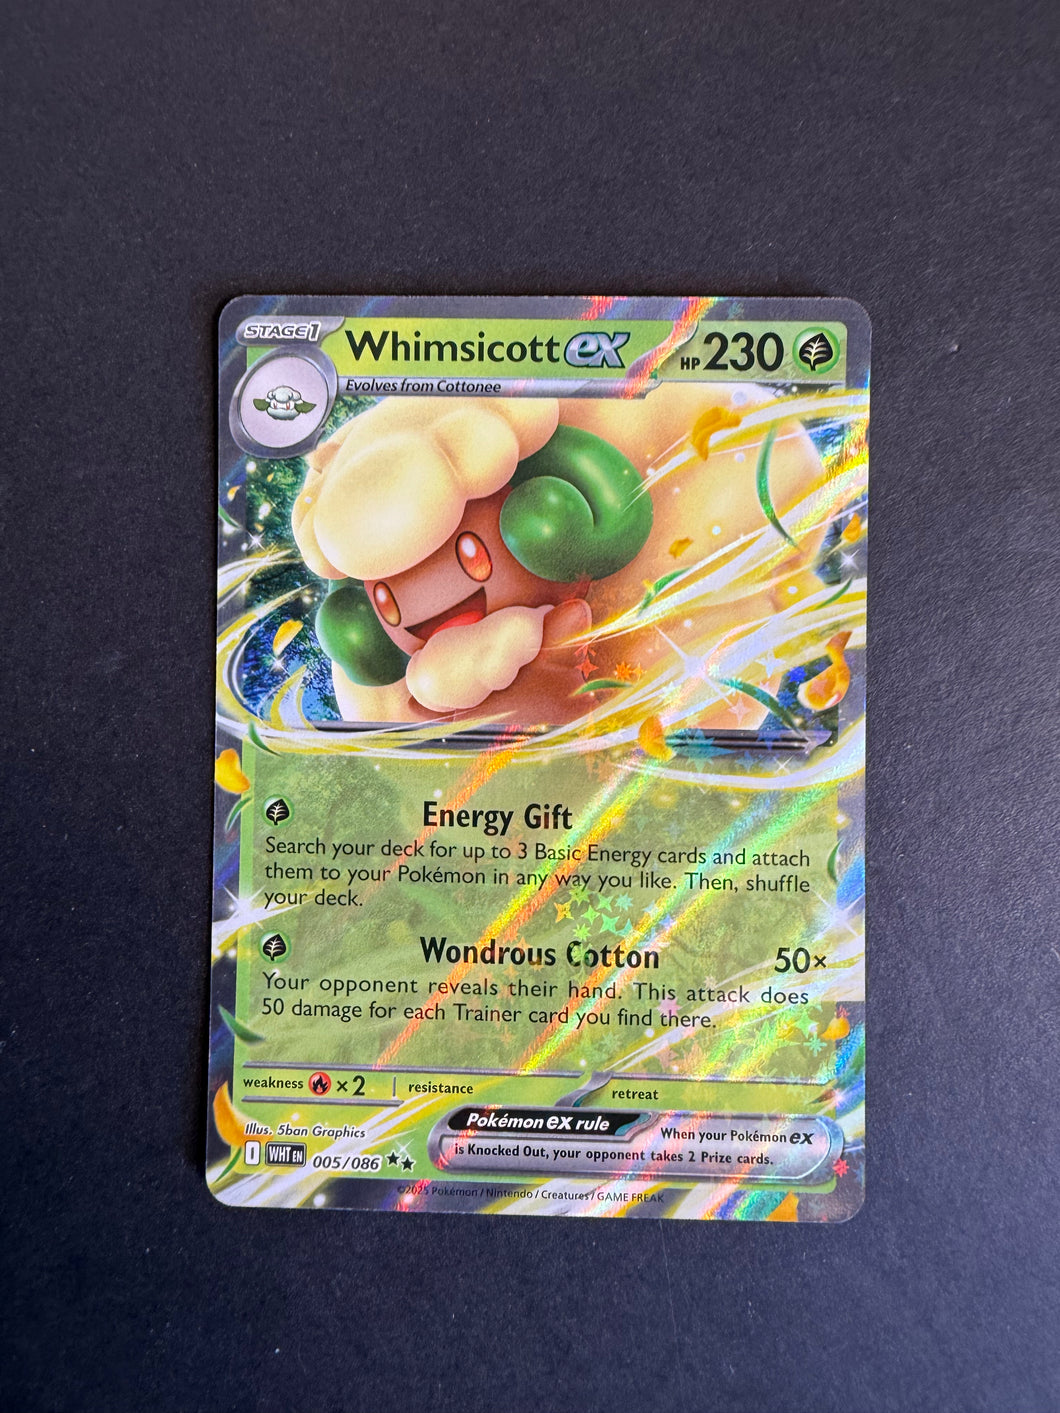 STAGE1 Whimsicott ex HP 230
Evolves from Cottonee
Energy Gift
Search your deck for up to 3 Basic Energy cards and attach
them to your Pokémon in any way you like. Then, shuffle
your deck.
Wondrous Cotton 50×
Your opponent reveals their hand. This attack does
50 damage for each Trainer card you find there.
weakness ×2 resistance retreat
Illus. 5ban Graphics
Pokémon ex rule When your Pokémon ex
is Knocked Out, your opponent takes 2 Prize cards.
I WHT EN 005/086 ★★
©2025 Pokémon / Nintendo / Creatures / GAME FREAK